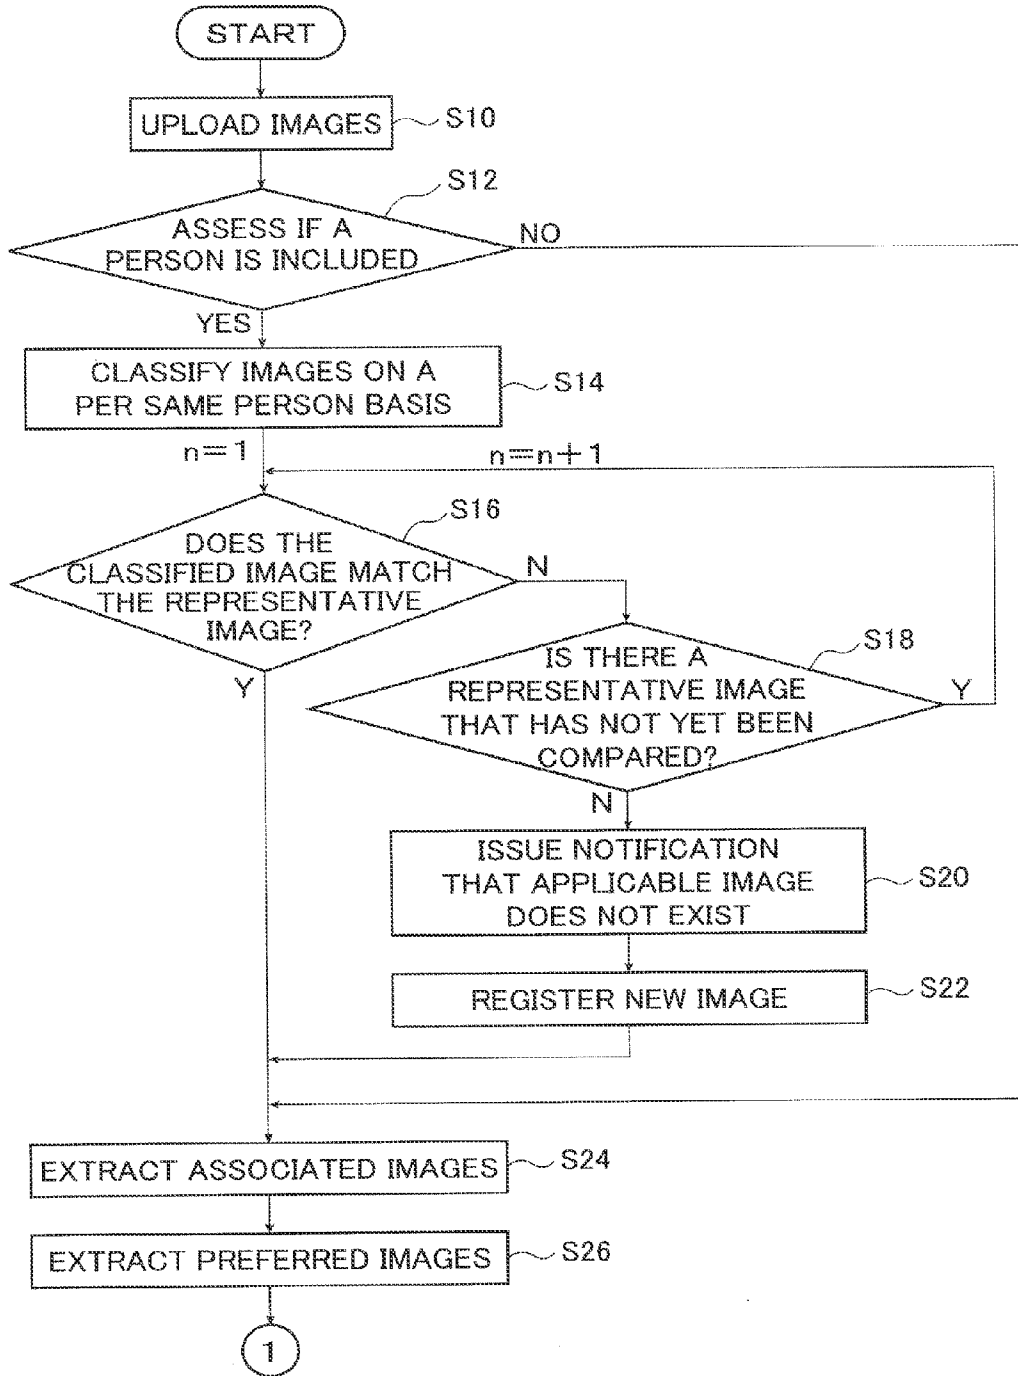 START
UPLOAD IMAGES
S10
S12
ASSESS IF A
PERSON IS INCLUDED
NO
YES
CLASSIFY IMAGES ON A
PER SAME PERSON BASIS
S14
n=1
n=n+1
S16
DOES THE
CLASSIFIED IMAGE MATCH
THE REPRESENTATIVE
IMAGE?
N
Y
S18
IS THERE A
REPRESENTATIVE IMAGE
THAT HAS NOT YET BEEN
COMPARED?
Y
N
ISSUE NOTIFICATION
THAT APPLICABLE IMAGE
DOES NOT EXIST
S20
REGISTER NEW IMAGE
S22
EXTRACT ASSOCIATED IMAGES
S24
EXTRACT PREFERRED IMAGES
S26
1